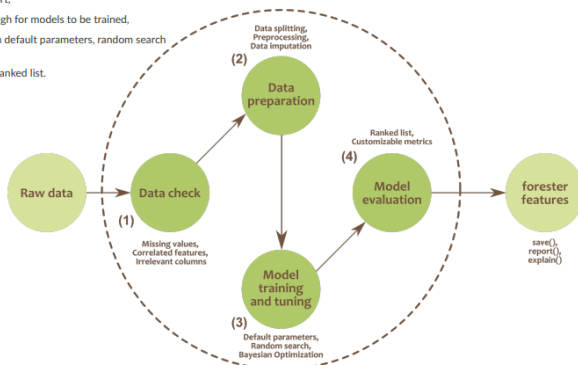 gh for models to be trained,
default parameters, random search
anked list.
Data splitting,
Preprocessing,
Data imputation
(2)
Data
preparation
Ranked list,
Customizable metrics
(4)
Raw data
Data check
Model
evaluation
forester
features
(1)
Missing values,
Correlated features,
Irrelevant columns
save(),
report(),
explain()
Model
training
and tuning
(3)
Default parameters,
Random search,
Bayesian Optimization